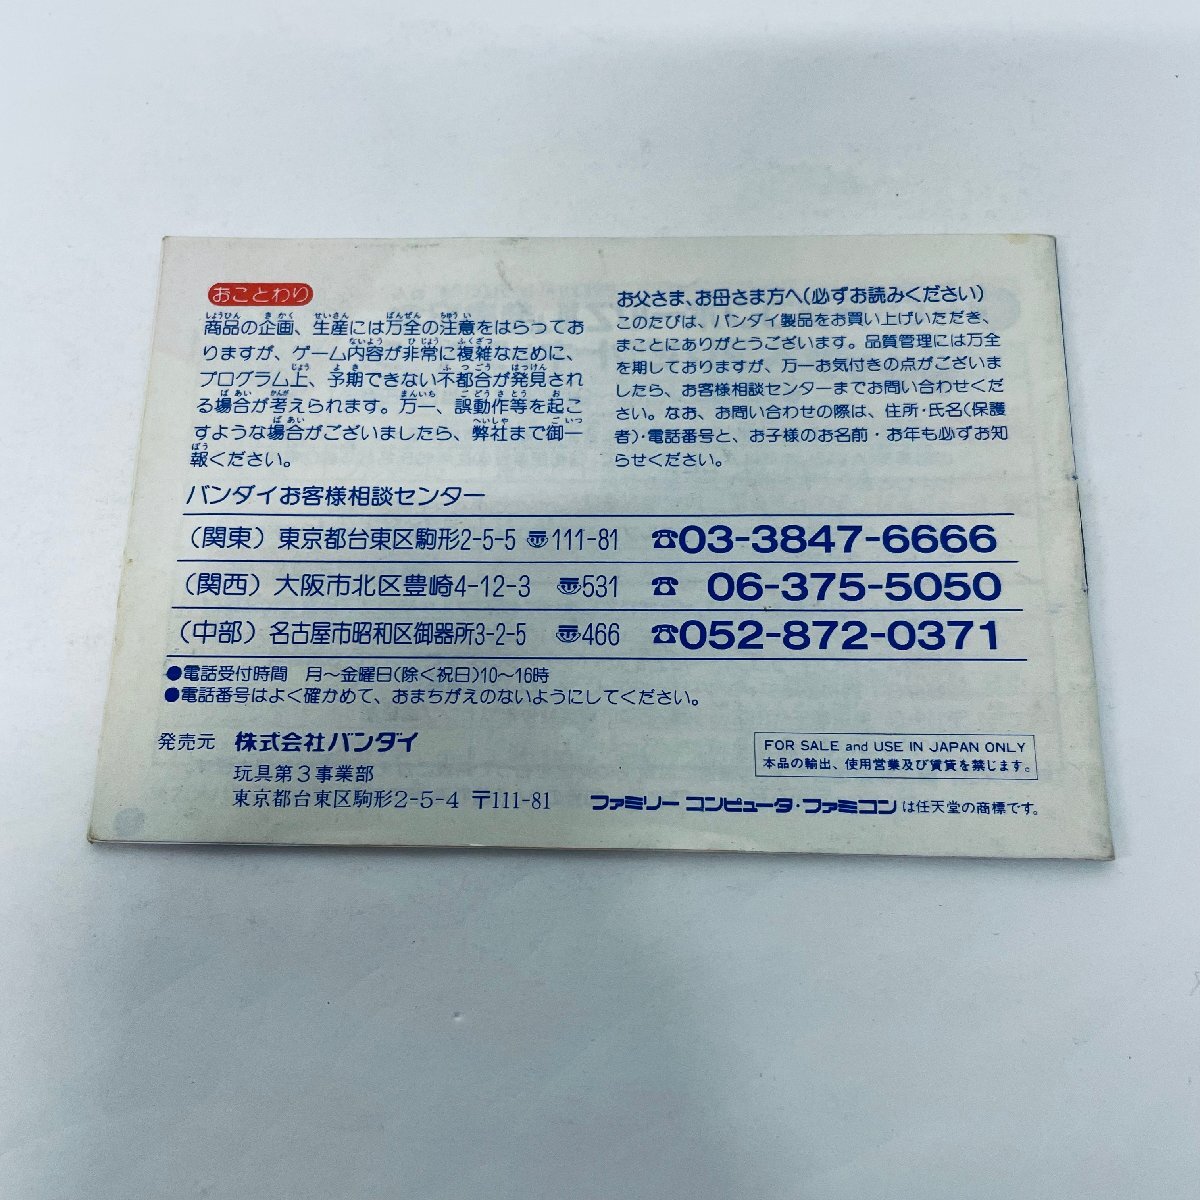 おことわり
商品の企画、生産には万全の注意をはらってお
りますが、ゲーム内容が非常に複雑なために、
プログラム上、予期できない不都合が発見され
る場合が考えられます。万一、誤動作等を起こ
すような場合がございましたら、弊社まで御一
報ください。
お父さま、お母さま方へ(必ずお読みください)
このたびは、バンダイ製品をお買い上げいただき、
まことにありがとうございます。品質管理には万全
を期しておりますが、万一お気付きの点がございま
したら、お客様相談センターまでお問い合わせくだ
さい。なお、お問い合わせの際は、住所・氏名(保護
者)・電話番号と、お子様のお名前・お年も必ずお知
らせください。
バンダイお客様相談センター
(関東) 東京都台東区駒形2-5-5 〠111-81 ☎03-3847-6666
(関西) 大阪市北区豊崎4-12-3 〠531 ☎ 06-375-5050
(中部) 名古屋市昭和区御器所3-2-5 〠466 ☎052-872-0371
●電話受付時間 月〜金曜日(除く祝日)10〜16時
●電話番号はよく確かめて、おまちがえのないようにしてください。
発売元 株式会社バンダイ
玩具第3事業部
東京都台東区駒形2-5-4 〒111-81
FOR SALE and USE IN JAPAN ONLY
本品の輸出、使用営業及び賃貸を禁じます。
ファミリーコンピュータ・ファミコンは任天堂の商標です。